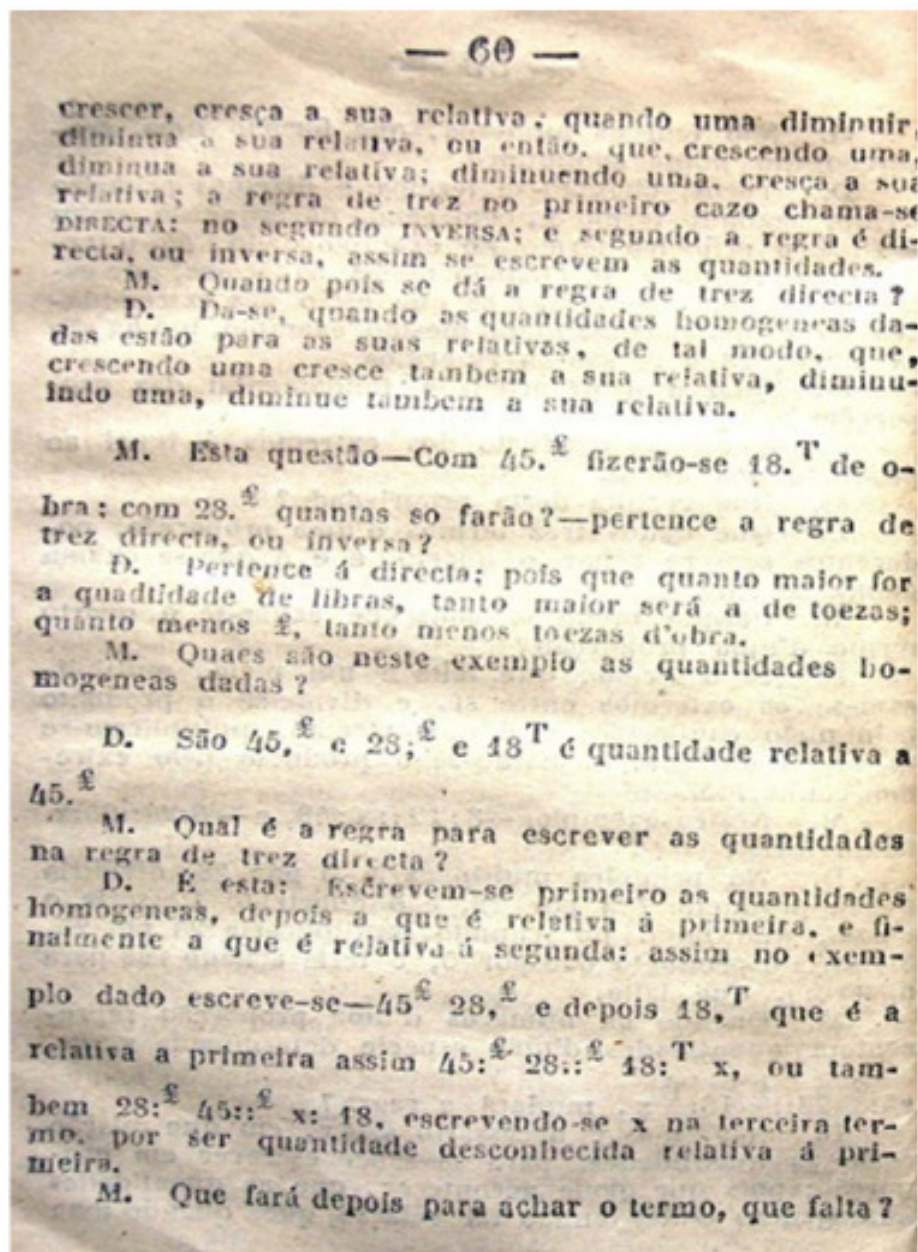 — 60 —
crescer, cresça a sua relativa, quando uma diminuir
diminua a sua relativa, ou então, que, crescendo uma,
diminua a sua relativa; diminuendo uma, cresça a sua
relativa; a regra de trez no primeiro cazo chama-se
DIRECTA: no segundo INVERSA; e segundo a regra é di-
recta, ou inversa, assim se escrevem as quantidades.
M. Quando pois se dá a regra de trez directa?
D. Da-se, quando as quantidades homogeneas da-
das estão para as suas relativas, de tal modo, que,
crescendo uma cresce tambem a sua relativa, diminu-
indo uma, diminue tambem a sua relativa.
M. Esta questão—Com 45.£ fizerão-se 18.T de o-
bra; com 28.£ quantas so farão?—pertence a regra de
trez directa, ou inversa?
D. Pertence á directa; pois que quanto maior for
a quadtidade de libras, tanto maior será a de toezas;
quanto menos £, tanto menos toezas d'obra.
M. Quaes são neste exemplo as quantidades ho-
mogeneas dadas?
D. São 45,£ e 28;£ e 18T é quantidade relativa a
45.£
M. Qual é a regra para escrever as quantidades
na regra de trez directa?
D. É esta: Escrevem-se primeiro as quantidades
homogeneas, depois a que é relativa á primeira, e fi-
nalmente a que é relativa á segunda: assim no exem-
plo dado escreve-se—45£ 28,£ e depois 18,T que é a
relativa a primeira assim 45:£ 28::£ 18:T x, ou tam-
bem 28:£ 45::£ x: 18, escrevendo-se x na terceira ter-
mo, por ser quantidade desconhecida relativa á pri-
meira.
M. Que fará depois para achar o termo, que falta?